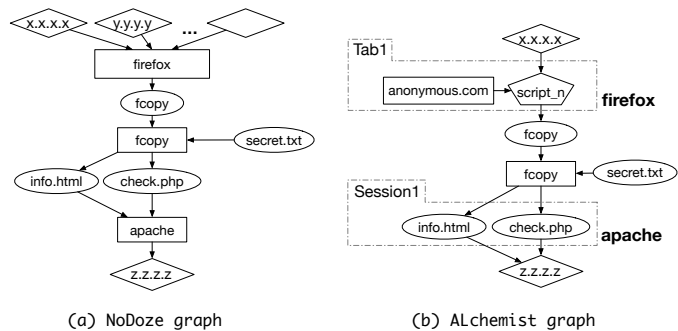 x.x.x.x
y.y.y.y
...
firefox
fcopy
fcopy
secret.txt
info.html
check.php
apache
z.z.z.z
(a) NoDoze graph
x.x.x.x
Tab1
anonymous.com
script_n
firefox
fcopy
fcopy
secret.txt
Session1
info.html
check.php
apache
z.z.z.z
(b) ALchemist graph